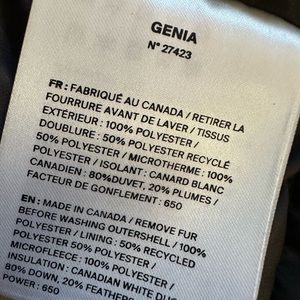 GENIA
N° 27423
FR : FABRIQUÉ AU CANADA / RETIRER LA
FOURRURE AVANT DE LAVER / TISSUS
EXTÉRIEUR : 100% POLYESTER /
DOUBLURE : 50% POLYESTER RECYCLÉ
50% POLYESTER / MICROTHERME : 100%
POLYESTER / ISOLANT : CANARD BLANC
CANADIEN : 80%DUVET, 20% PLUMES /
FACTEUR DE GONFLEMENT : 650
EN : MADE IN CANADA / REMOVE FUR
BEFORE WASHING OUTERSHELL / 100%
POLYESTER / LINING : 50% RECYCLED
POLYESTER 50% POLYESTER /
MICROFLEECE : 100% POLYESTER /
INSULATION : CANADIAN WHITE DU
80% DOWN, 20% FEATHERS
POWER : 650